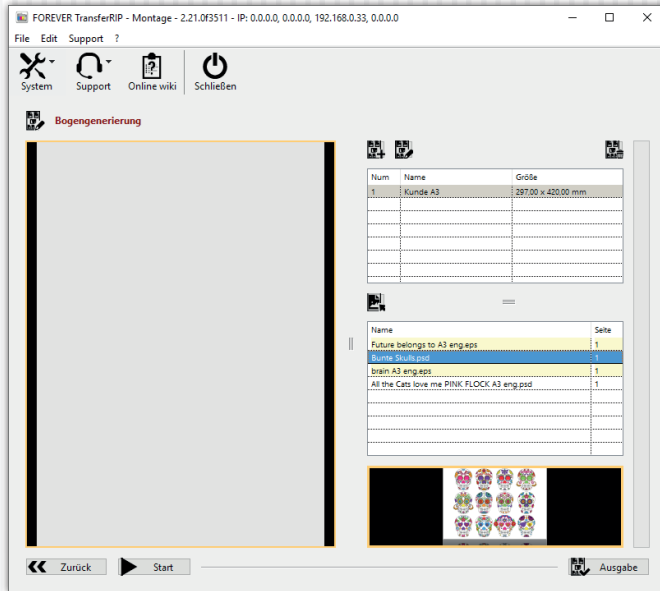 FOREVER TransferRIP - Montage - 2.21.0f3511 - IP: 0.0.0.0, 0.0.0.0, 192.168.0.33, 0.0.0.0
File Edit Support ?
System Support Online wiki Schließen
Bogengenerierung
Num Name Größe
1 Kunde A3 297,00 x 420,00 mm
Name Seite
Future belongs to A3 eng.eps 1
Bunte Skulls.psd 1
brain A3 eng.eps 1
All the Cats love me PINK FLOCK A3 eng.psd 1
Zurück Start Ausgabe